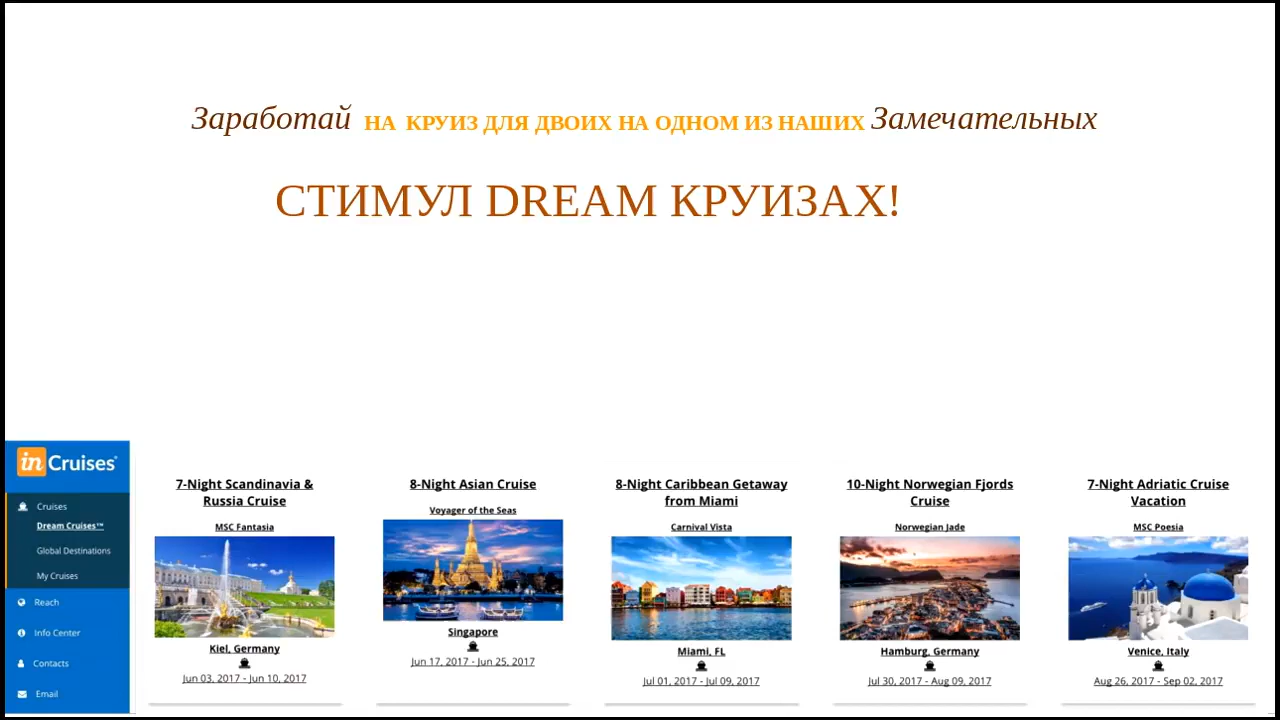 Заработай НА КРУИЗ ДЛЯ ДВОИХ НА ОДНОМ ИЗ НАШИХ Замечательных
СТИМУЛ DREAM КРУИЗАХ!
in Cruises®
Cruises
Dream Cruises™
Global Destinations
My Cruises
Reach
Info Center
Contacts
Email
7-Night Scandinavia &
Russia Cruise
MSC Fantasia
Kiel, Germany
Jun 03, 2017 - Jun 10, 2017
8-Night Asian Cruise
Voyager of the Seas
Singapore
Jun 17, 2017 - Jun 25, 2017
8-Night Caribbean Getaway
from Miami
Carnival Vista
Miami, FL
Jul 01, 2017 - Jul 09, 2017
10-Night Norwegian Fjords
Cruise
Norwegian Jade
Hamburg, Germany
Jul 30, 2017 - Aug 09, 2017
7-Night Adriatic Cruise
Vacation
MSC Poesia
Venice, Italy
Aug 26, 2017 - Sep 02, 2017